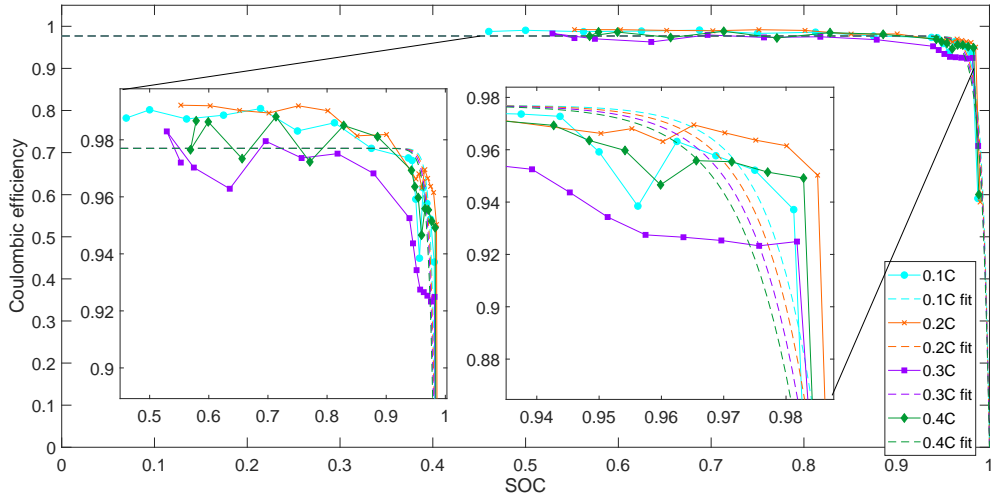 1
0.9
0.8
0.7
0.6
0.5
0.4
0.3
0.2
0.1
0
Coulombic efficiency
0.98
0.96
0.94
0.92
0.9
0.5 0.6 0.7 0.8 0.9 1
0.98
0.96
0.94
0.92
0.9
0.88
0.94 0.95 0.96 0.97 0.98
0.1C
0.1C fit
0.2C
0.2C fit
0.3C
0.3C fit
0.4C
0.4C fit
0 0.1 0.2 0.3 0.4 0.5 0.6 0.7 0.8 0.9 1
SOC